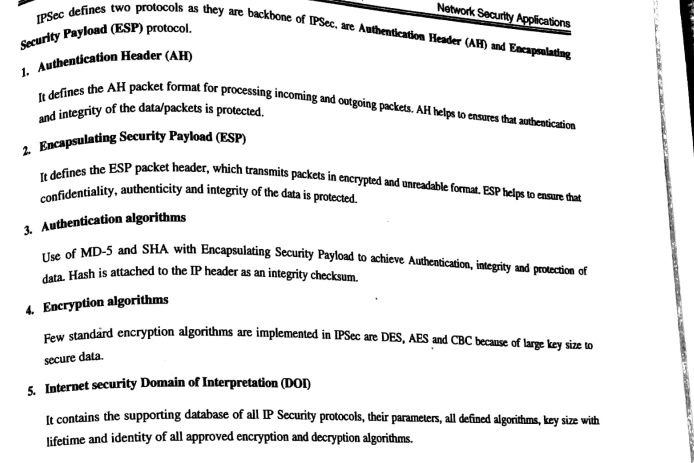 Network Security Applications
IPSec defines two protocols as they are backbone of IPSec, are Authentication Header (AH) and Encapsulating
Security Payload (ESP) protocol.
1. Authentication Header (AH)
It defines the AH packet format for processing incoming and outgoing packets. AH helps to ensures that authentication
and integrity of the data/packets is protected.
2. Encapsulating Security Payload (ESP)
It defines the ESP packet header, which transmits packets in encrypted and unreadable format. ESP helps to ensure that
confidentiality, authenticity and integrity of the data is protected.
3. Authentication algorithms
Use of MD-5 and SHA with Encapsulating Security Payload to achieve Authentication, integrity and protection of
data. Hash is attached to the IP header as an integrity checksum.
4. Encryption algorithms
Few standard encryption algorithms are implemented in IPSec are DES, AES and CBC because of large key size to
secure data.
5. Internet security Domain of Interpretation (DOI)
It contains the supporting database of all IP Security protocols, their parameters, all defined algorithms, key size with
lifetime and identity of all approved encryption and decryption algorithms.